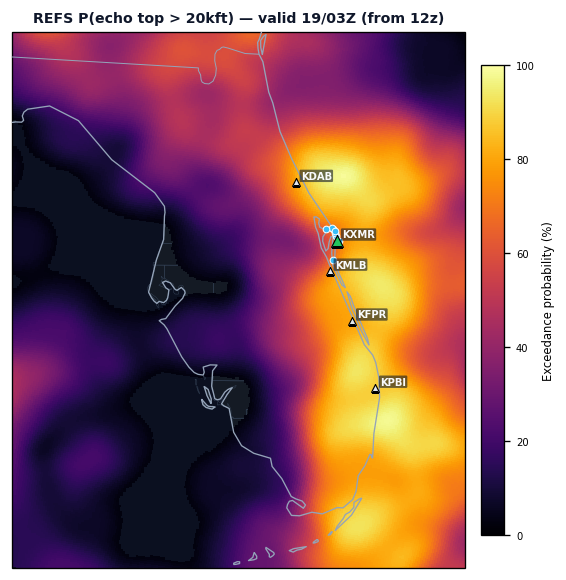 REFS P(echo top > 20kft) — valid 19/03Z (from 12z)
KDAB
KXMR
KMLB
KFPR
KPBI
100
80
60
40
20
0
Exceedance probability (%)